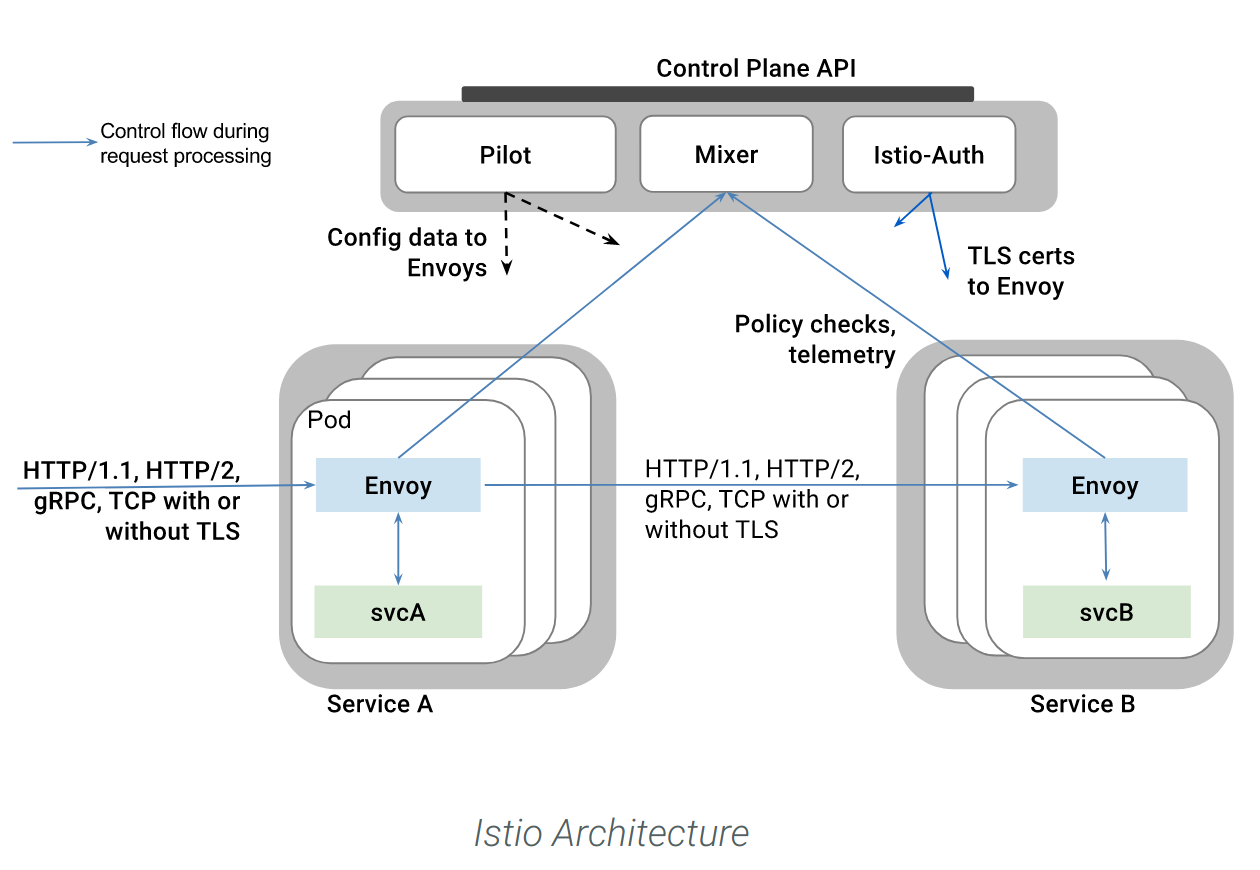 Control Plane API
Control flow during
request processing
Pilot
Mixer
Istio-Auth
Config data to
Envoys
TLS certs
to Envoy
Policy checks,
telemetry
Pod
HTTP/1.1, HTTP/2,
gRPC, TCP with or
without TLS
Envoy
HTTP/1.1, HTTP/2,
gRPC, TCP with or
without TLS
Envoy
svcA
svcB
Service A
Service B
Istio Architecture